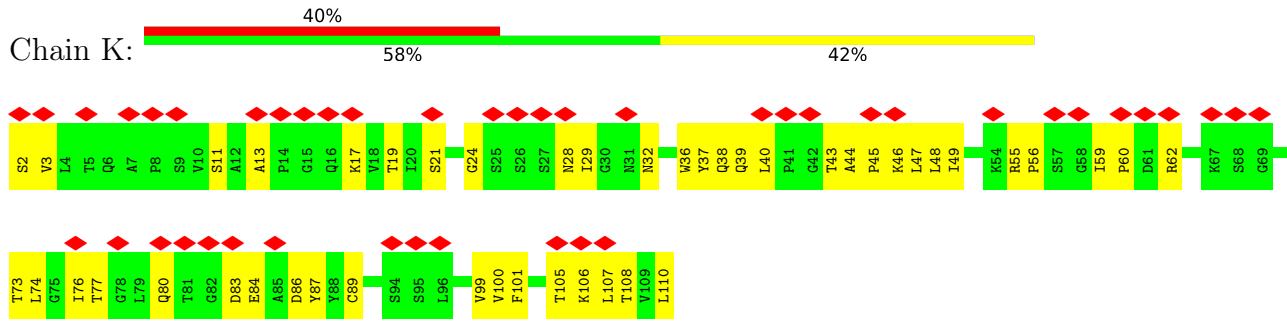 40%
Chain K:
58% 42%
S2 V3 L4 T5 Q6 A7 P8 S9 V10 S11 A12 A13 P14 G15 Q16 K17 V18 T19 I20 S21 G24 S25 S26 S27 N28 I29 G30 N31 N32 W36 Y37 Q38 Q39 L40 P41 G42 T43 A44 P45 K46 L47 L48 I49 K54 R55 P56 S57 G58 I59 P60 D61 R62 K67 S68 G69
T73 L74 G75 I76 T77 G78 L79 Q80 T81 G82 D83 E84 A85 D86 Y87 Y88 C89 S94 S95 L96 V99 V100 F101 T105 K106 L107 T108 V109 L110